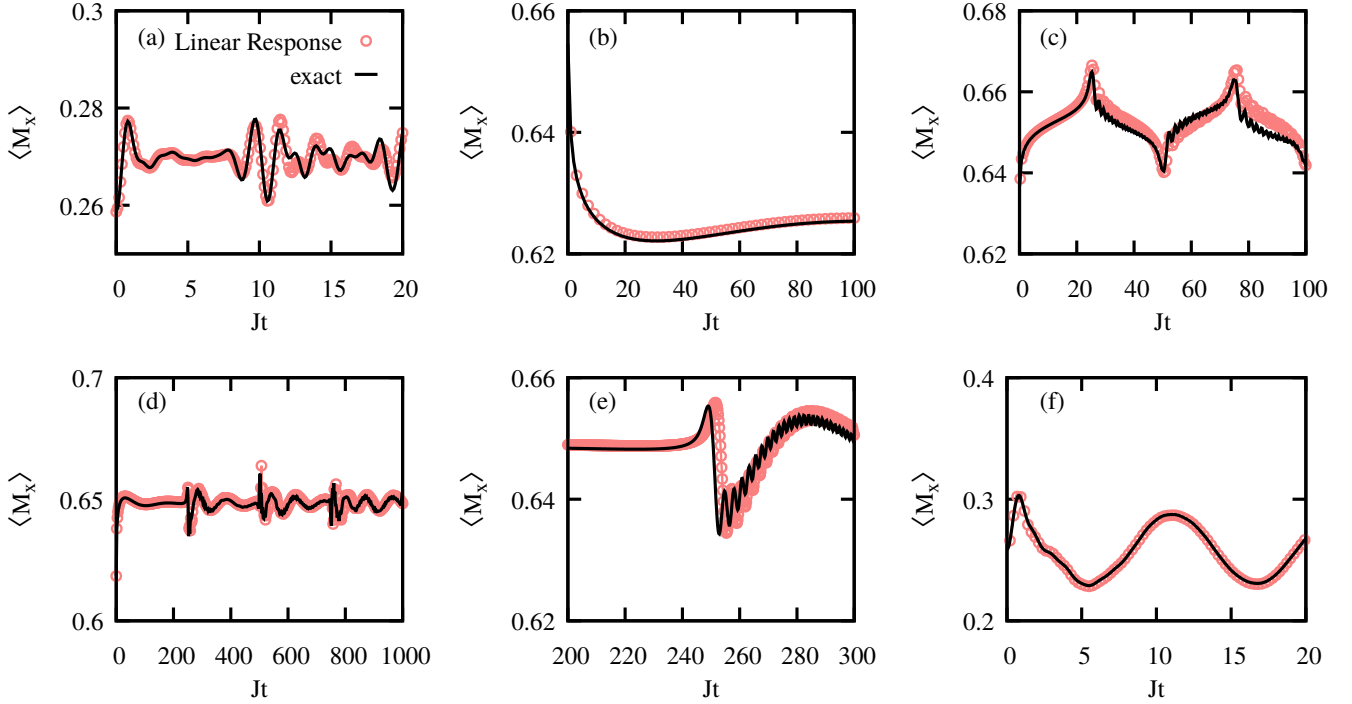 (a)
Linear Response
exact
0.3
0.28
0.26
⟨Mx⟩
0 5 10 15 20
Jt
(b)
0.66
0.64
0.62
⟨Mx⟩
0 20 40 60 80 100
Jt
(c)
0.68
0.66
0.64
0.62
⟨Mx⟩
0 20 40 60 80 100
Jt
(d)
0.7
0.65
0.6
⟨Mx⟩
0 200 400 600 800 1000
Jt
(e)
0.66
0.64
0.62
⟨Mx⟩
200 220 240 260 280 300
Jt
(f)
0.4
0.3
0.2
⟨Mx⟩
0 5 10 15 20
Jt